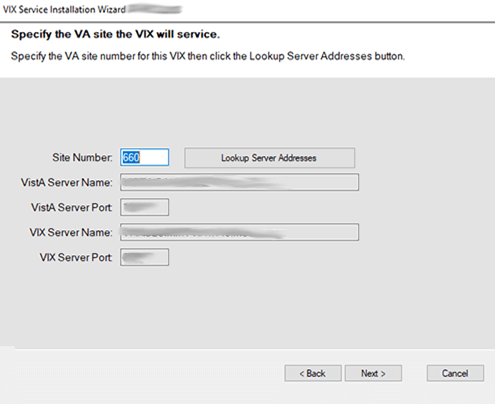 VIX Service Installation Wizard
Specify the VA site the VIX will service.
Specify the VA site number for this VIX then click the Lookup Server Addresses button.
Site Number: 660 Lookup Server Addresses
VistA Server Name:
VistA Server Port
VIX Server Name:
VIX Server Port
< Back Next > Cancel